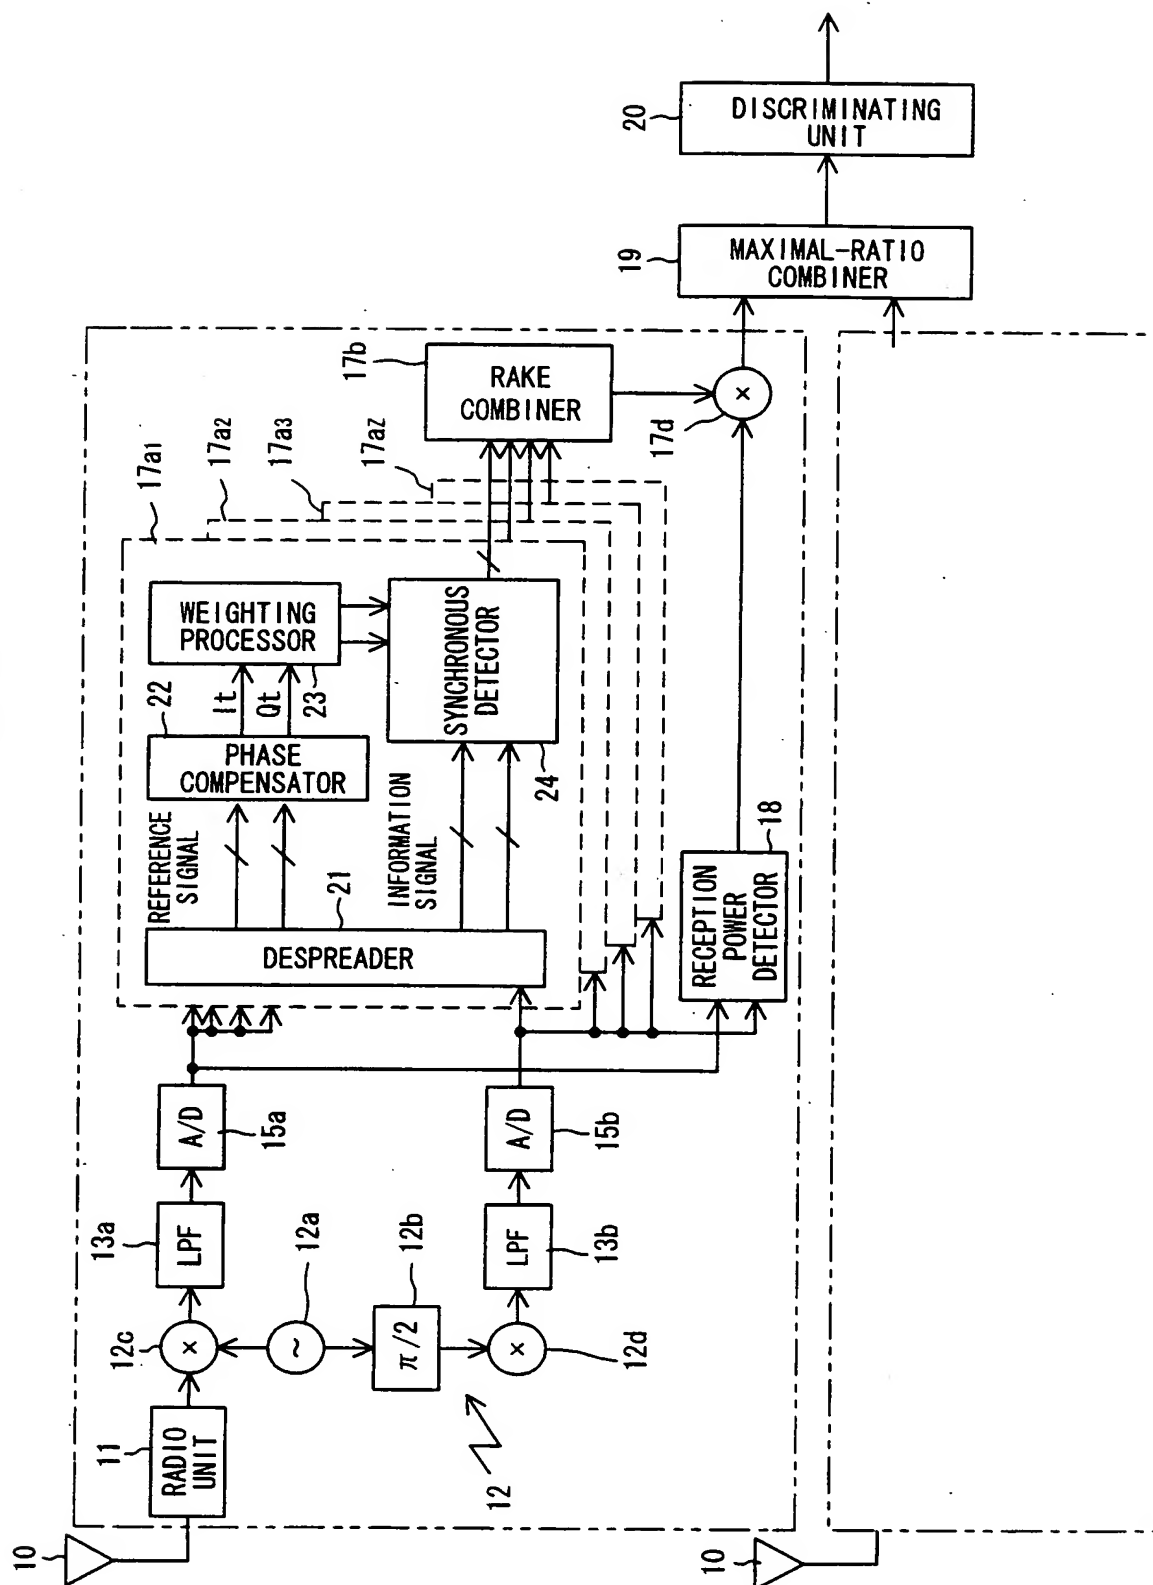 10
11
RADIO
UNIT
12
12c
×
12a
~
12b
π/2
12d
×
13a
LPF
13b
LPF
15a
A/D
15b
A/D
17a1
17a2
17a3
17aZ
21
DESPREADER
REFERENCE
SIGNAL
INFORMATION
SIGNAL
22
PHASE
COMPENSATOR
It
Qt
23
WEIGHTING
PROCESSOR
24
SYNCHRONOUS
DETECTOR
17b
RAKE
COMBINER
18
RECEPTION
POWER
DETECTOR
17d
×
19
MAXIMAL-RATIO
COMBINER
20
DISCRIMINATING
UNIT
10